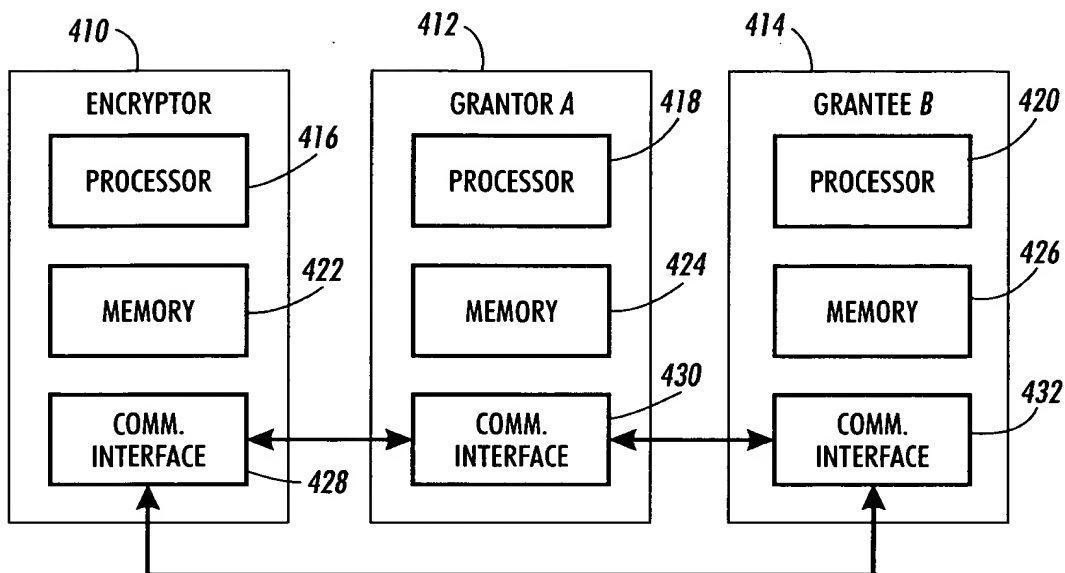 410
412
414
ENCRYPTOR
GRANTOR A
GRANTEE B
416
418
420
PROCESSOR
PROCESSOR
PROCESSOR
422
424
426
MEMORY
MEMORY
MEMORY
430
432
COMM.
INTERFACE
COMM.
INTERFACE
COMM.
INTERFACE
428